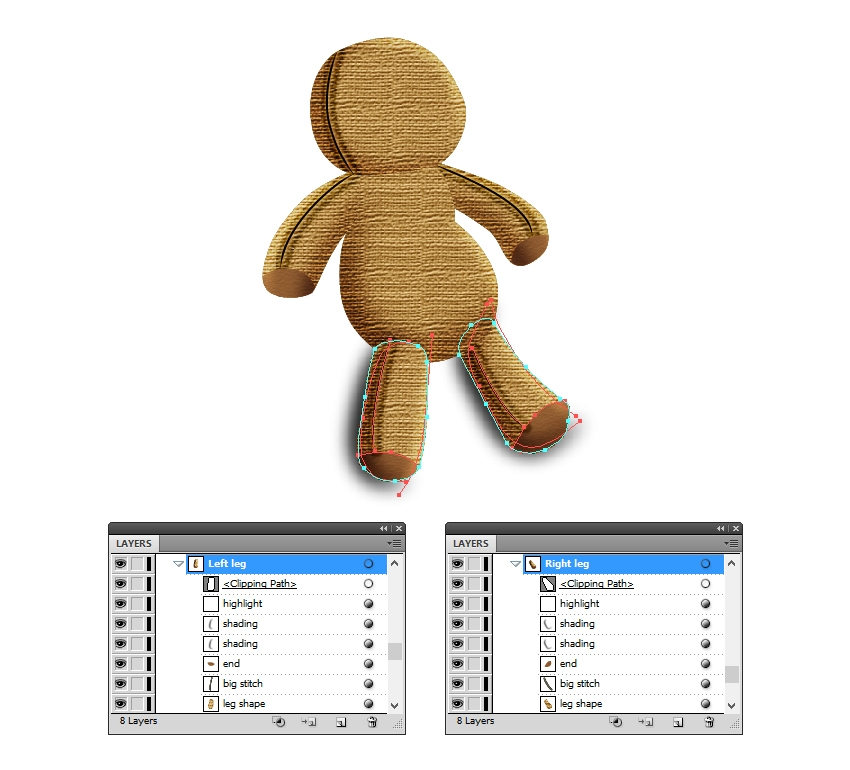 LAYERS
Left leg
<Clipping Path>
highlight
shading
shading
end
big stitch
leg shape
8 Layers
LAYERS
Right leg
<Clipping Path>
highlight
shading
shading
end
big stitch
leg shape
8 Layers